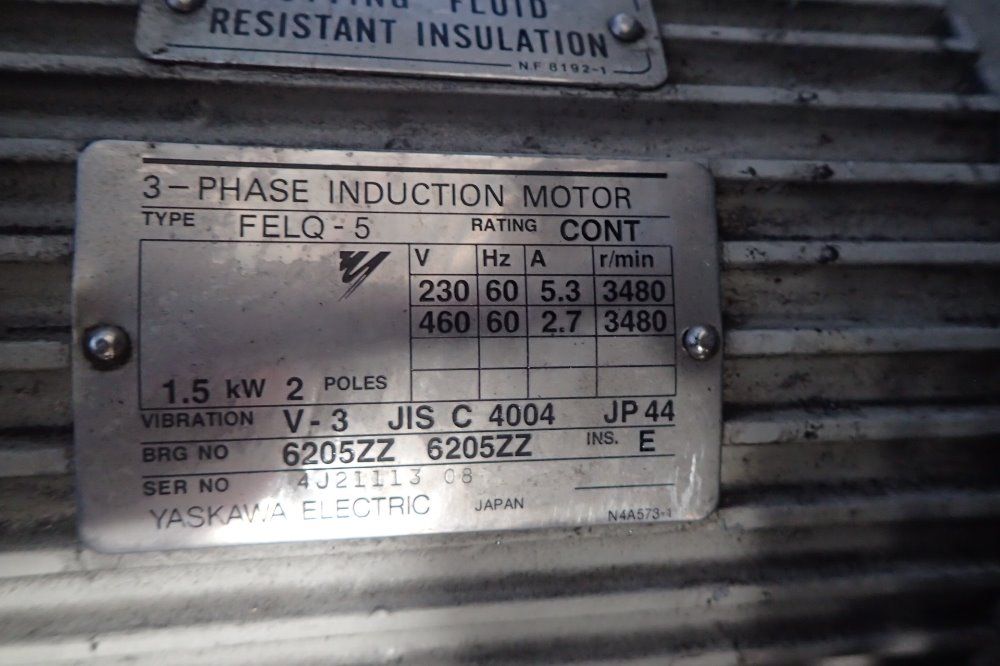 FLUID
RESISTANT INSULATION
N.F 6192-1
3-PHASE INDUCTION MOTOR
TYPE FELQ-5 RATING CONT
V Hz A r/min
230 60 5.3 3480
460 60 2.7 3480
1.5 kW 2 POLES
VIBRATION V-3 JIS C 4004 JP 44
BRG NO 6205ZZ 6205ZZ INS. E
SER NO 4J21113 08
YASKAWA ELECTRIC JAPAN N4A573-1